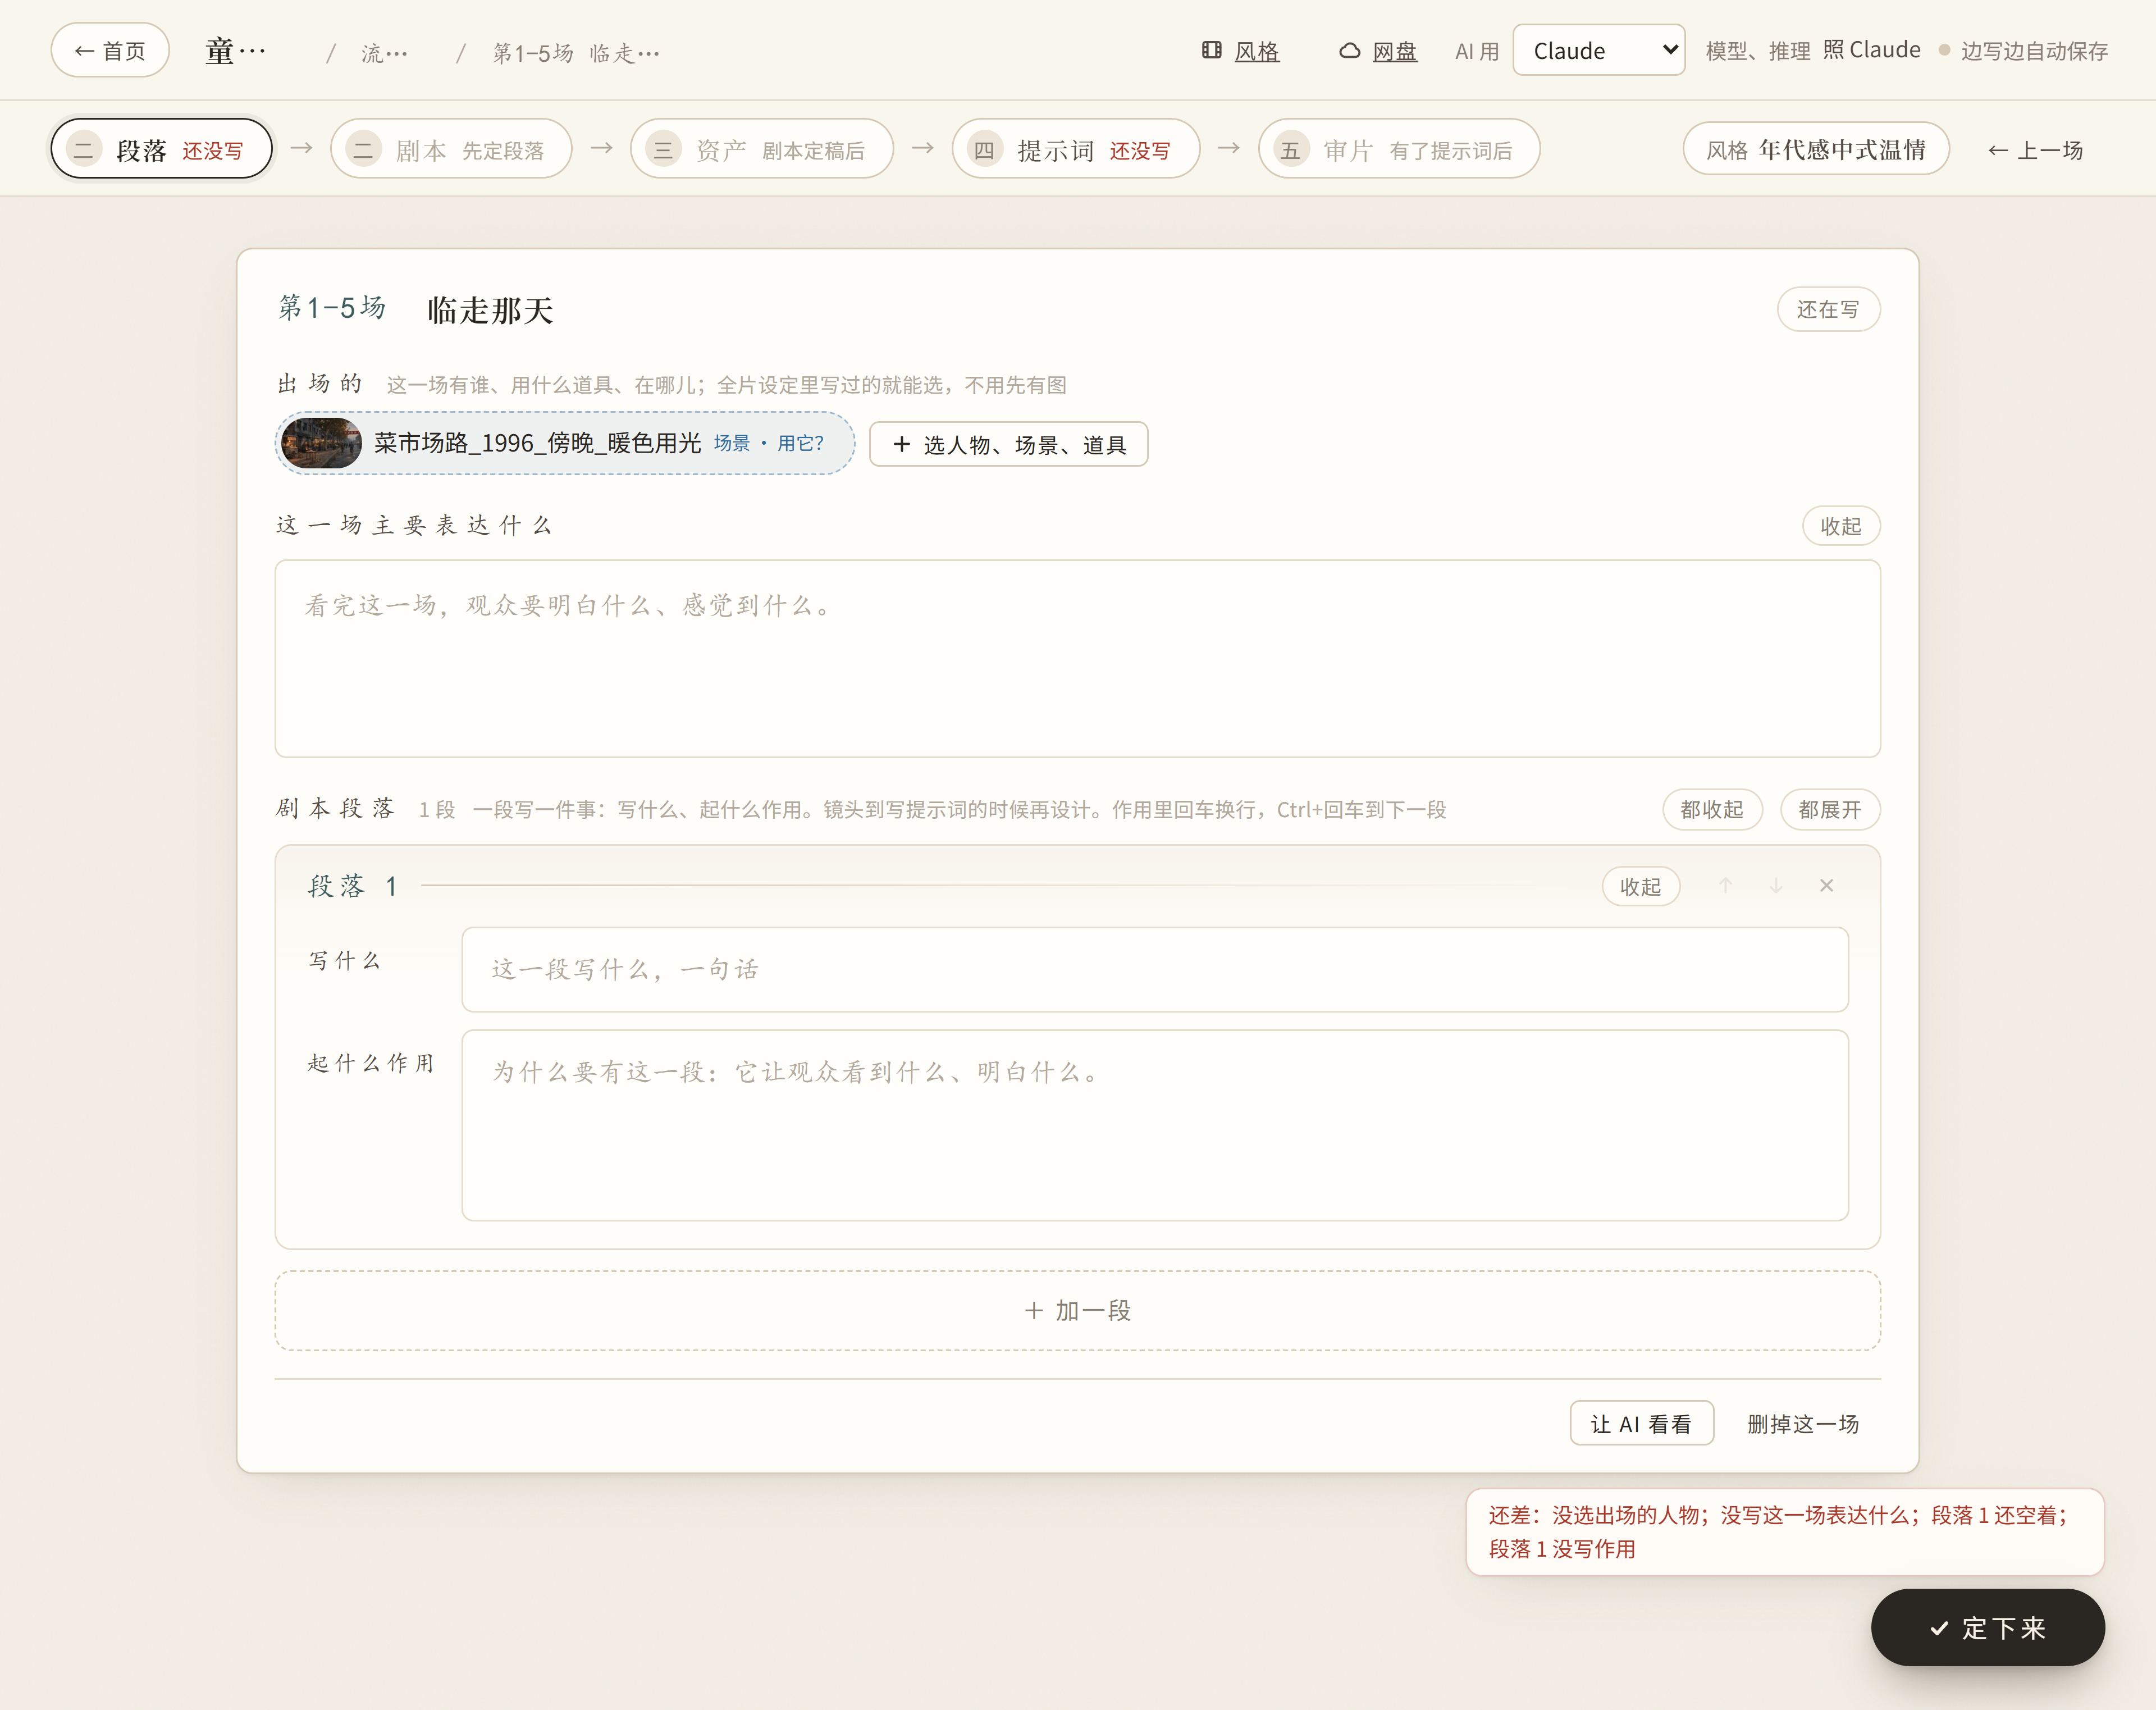 ← 首页 童… / 流… / 第1–5场 临走… 风格 网盘 AI 用 Claude 模型、推理 照 Claude 边写边自动保存
二 段落 还没写 → 二 剧本 先定段落 → 三 资产 剧本定稿后 → 四 提示词 还没写 → 五 审片 有了提示词后 风格 年代感中式温情 ← 上一场
第1–5场 临走那天 还在写
出场的 这一场有谁、用什么道具、在哪儿；全片设定里写过的就能选，不用先有图
菜市场路_1996_傍晚_暖色用光 场景 · 用它？ + 选人物、场景、道具
这一场主要表达什么 收起
看完这一场，观众要明白什么、感觉到什么。
剧本段落 1 段 一段写一件事：写什么、起什么作用。镜头到写提示词的时候再设计。作用里回车换行，Ctrl+回车到下一段 都收起 都展开
段落 1 收起 ↑ ↓ ×
写什么 这一段写什么，一句话
起什么作用 为什么要有这一段：它让观众看到什么、明白什么。
+ 加一段
让 AI 看看 删掉这一场
还差：没选出场的人物；没写这一场表达什么；段落 1 还空着；
段落 1 没写作用
✓ 定下来